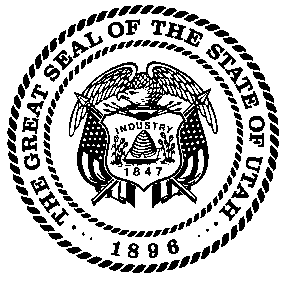 THE GREAT SEAL OF THE STATE OF UTAH
INDUSTRY
1847
1896